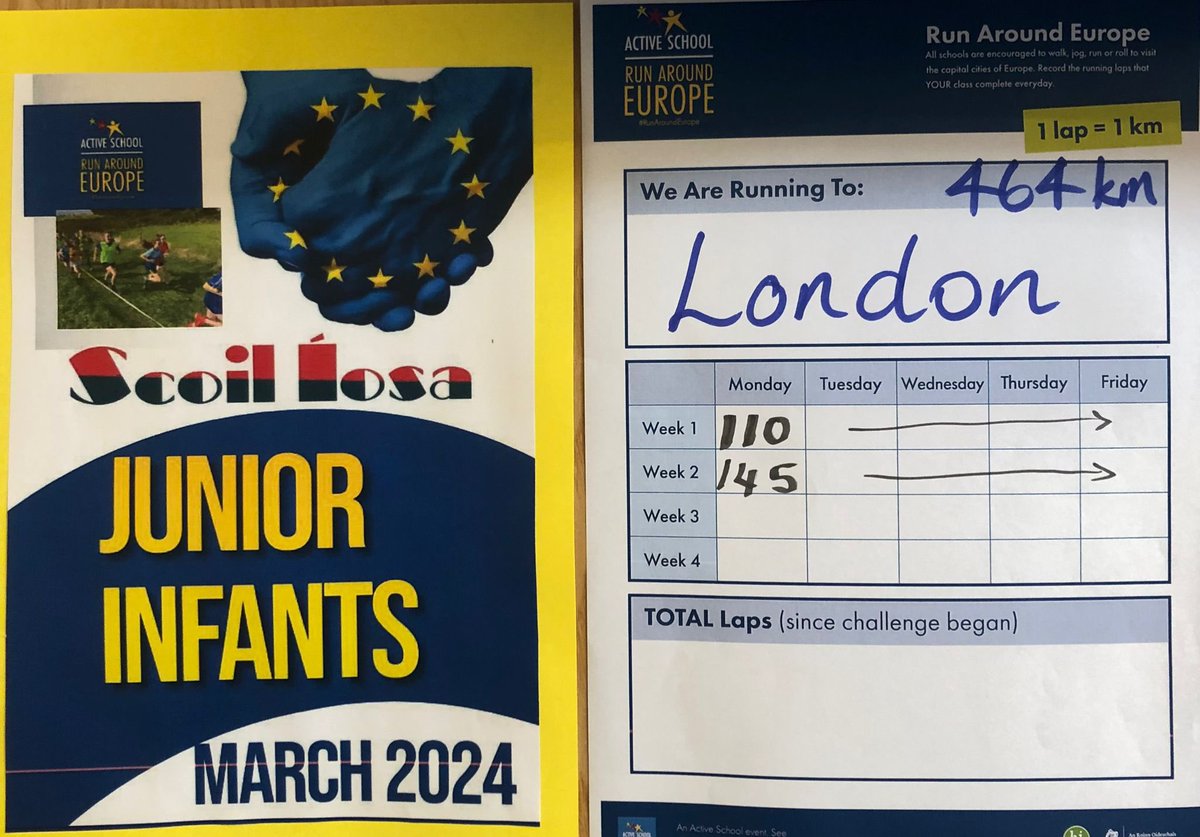 ACTIVE SCHOOL
RUN AROUND
EUROPE
Scoil Íosa
JUNIOR
INFANTS
MARCH 2024
ACTIVE SCHOOL
RUN AROUND
EUROPE
#RunAroundEurope
Run Around Europe
All schools are encouraged to walk, jog, run or roll to visit
the capital cities of Europe. Record the running laps that
YOUR class complete everyday.
1 lap = 1 km
We Are Running To: 464 km
London
Monday Tuesday Wednesday Thursday Friday
Week 1 110
Week 2 145
Week 3
Week 4
TOTAL Laps (since challenge began)
ACTIVE SCHOOL
An Active School event. See